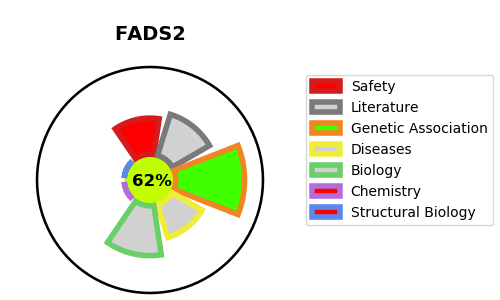 FADS2
62%
Safety
Literature
Genetic Association
Diseases
Biology
Chemistry
Structural Biology